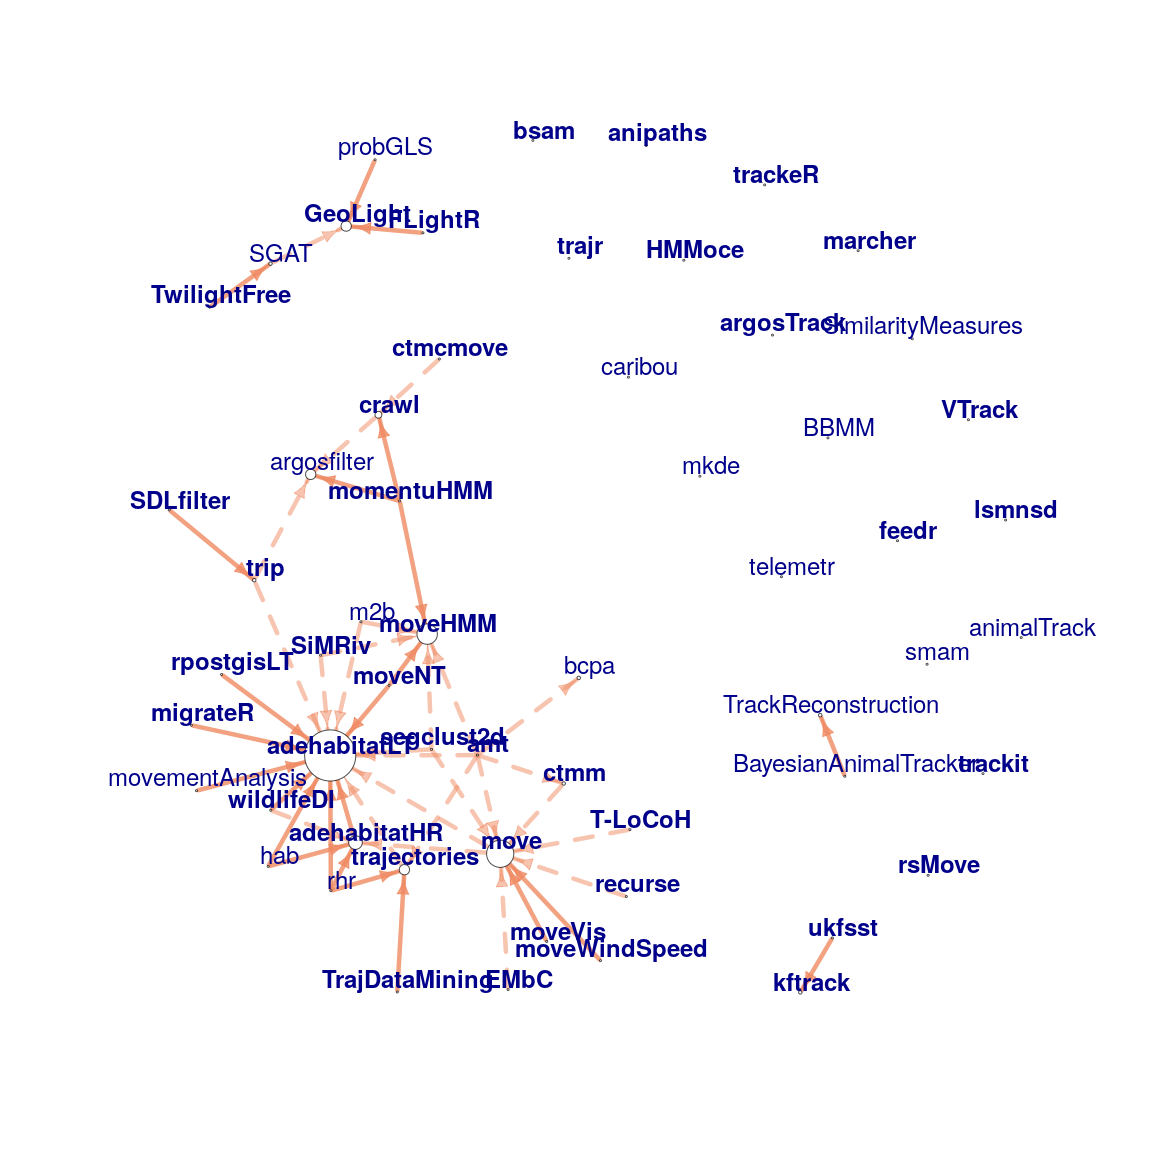 bsam
anipaths
probGLS
trackeR
GeoLight
FLightR
trajr
HMMoce
marcher
SGAT
TwilightFree
argosTrack
SimilarityMeasures
ctmcmove
caribou
crawl
VTrack
BBMM
argosfilter
mkde
momentuHMM
SDLfilter
lsmnsd
feedr
trip
telemetr
m2b
moveHMM
animalTrack
SiMRiv
smam
rpostgisLT
bcpa
moveNT
TrackReconstruction
migrateR
segclust2d
adehabitatLT
amt
BayesianAnimalTracker
trackit
ctmm
movementAnalysis
wildlifeDI
T-LoCoH
adehabitatHR
move
hab
trajectories
rsMove
rhr
recurse
ukfsst
moveVis
moveWindSpeed
TrajDataMining
EMbC
kftrack